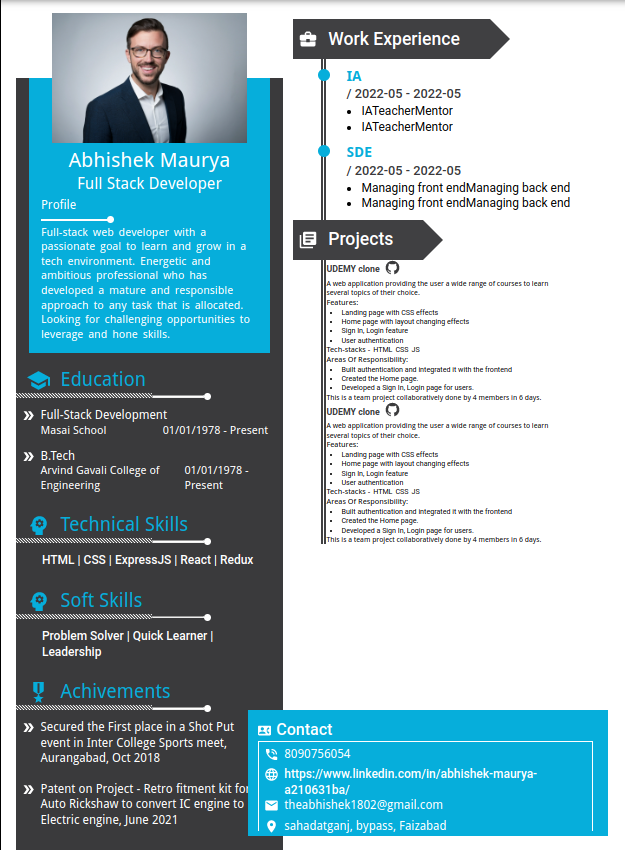 Abhishek Maurya
Full Stack Developer
Profile
Full-stack web developer with a
passionate goal to learn and grow in a
tech environment. Energetic and
ambitious professional who has
developed a mature and responsible
approach to any task that is allocated.
Looking for challenging opportunities to
leverage and hone skills.
Education
Full-Stack Development
Masai School 01/01/1978 - Present
B.Tech
Arvind Gavali College of 01/01/1978 -
Engineering Present
Technical Skills
HTML | CSS | ExpressJS | React | Redux
Soft Skills
Problem Solver | Quick Learner |
Leadership
Achivements
Secured the First place in a Shot Put
event in Inter College Sports meet,
Aurangabad, Oct 2018
Patent on Project - Retro fitment kit for
Auto Rickshaw to convert IC engine to
Electric engine, June 2021
Work Experience
IA
/ 2022-05 - 2022-05
IATeacherMentor
IATeacherMentor
SDE
/ 2022-05 - 2022-05
Managing front endManaging back end
Managing front endManaging back end
Projects
UDEMY clone
A web application providing the user a wide range of courses to learn
several topics of their choice.
Features:
Landing page with CSS effects
Home page with layout changing effects
Sign In, Login feature
User authentication
Tech-stacks - HTML CSS JS
Areas Of Responsibility:
Built authentication and integrated it with the frontend
Created the Home page.
Developed a Sign In, Login page for users.
This is a team project collaboratively done by 4 members in 6 days.
UDEMY clone
A web application providing the user a wide range of courses to learn
several topics of their choice.
Features:
Landing page with CSS effects
Home page with layout changing effects
Sign In, Login feature
User authentication
Tech-stacks - HTML CSS JS
Areas Of Responsibility:
Built authentication and integrated it with the frontend
Created the Home page.
Developed a Sign In, Login page for users.
This is a team project collaboratively done by 4 members in 6 days.
Contact
8090756054
https://www.linkedin.com/in/abhishek-maurya-
a210631ba/
theabhishek1802@gmail.com
sahadatganj, bypass, Faizabad